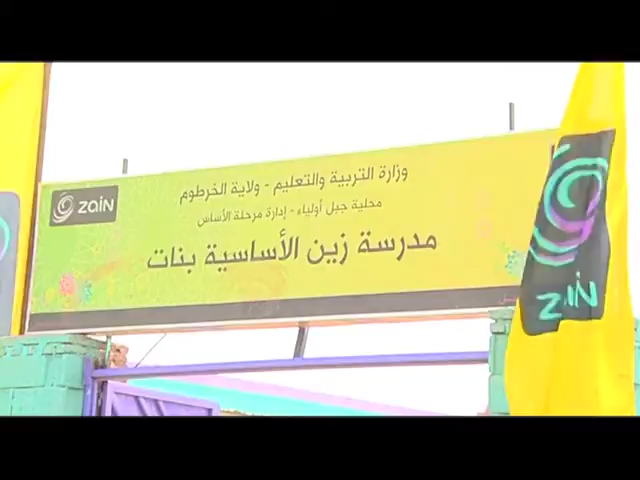 وزارة التربية والتعليم - ولاية الخرطوم
محلية جبل أولياء - إدارة مرحلة الأساس
مدرسة زين الأساسية بنات
zain
zain